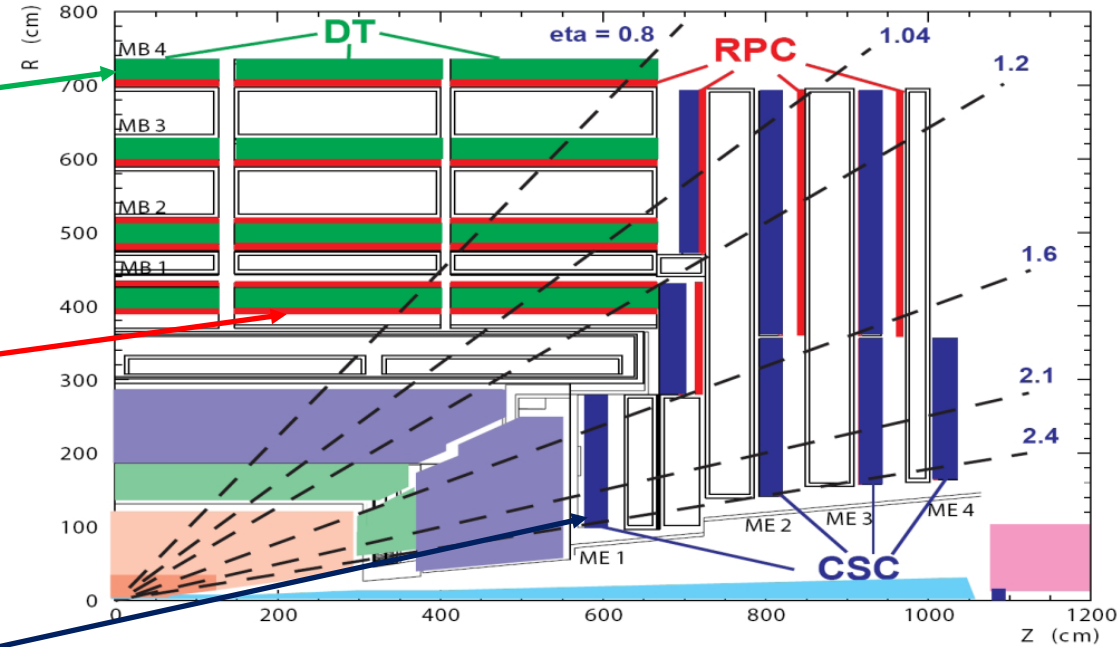 R (cm)
800
700
600
500
400
300
200
100
0
MB 4
MB 3
MB 2
MB 1
DT
eta = 0.8
RPC
1.04
1.2
1.6
2.1
2.4
ME 1
ME 2
ME 3
ME 4
CSC
0
200
400
600
800
1000
1200
Z (cm)